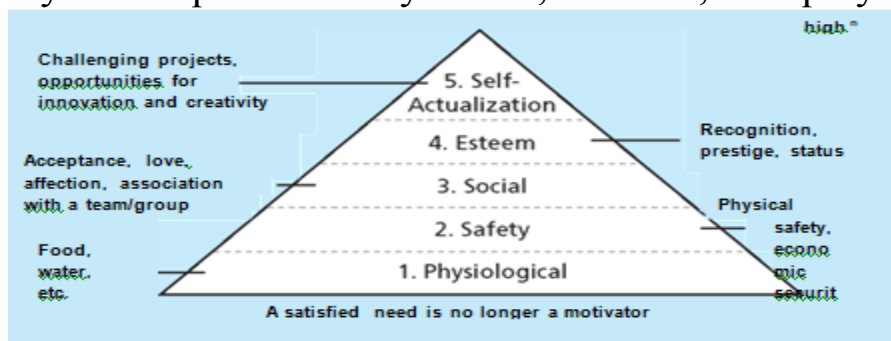 high."
Challenging projects,
opportunities for
innovation and creativity
5. Self-
Actualization
4. Esteem
Recognition,
prestige, status
Acceptance, love,
affection, association
with a team/group
3. Social
Physical
safety,
econo
mic
securit
2. Safety
Food,
water,
etc.
1. Physiological
A satisfied need is no longer a motivator